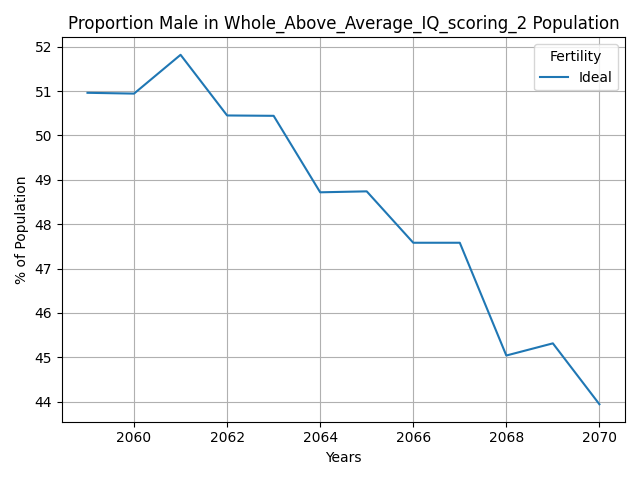 Proportion Male in Whole_Above_Average_IQ_scoring_2 Population
Fertility
Ideal
52
51
50
49
48
47
46
45
44
% of Population
2060 2062 2064 2066 2068 2070
Years